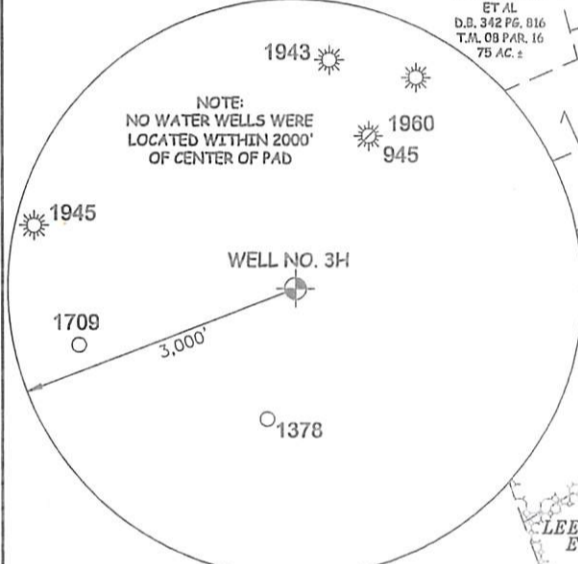 ET AL
D.B. 342 PG. 816
T.M. 08 PAR. 16
75 AC. ±
1943
NOTE:
NO WATER WELLS WERE
LOCATED WITHIN 2000'
OF CENTER OF PAD
1960
945
1945
WELL NO. 3H
1709
3,000'
1378
LEE
E